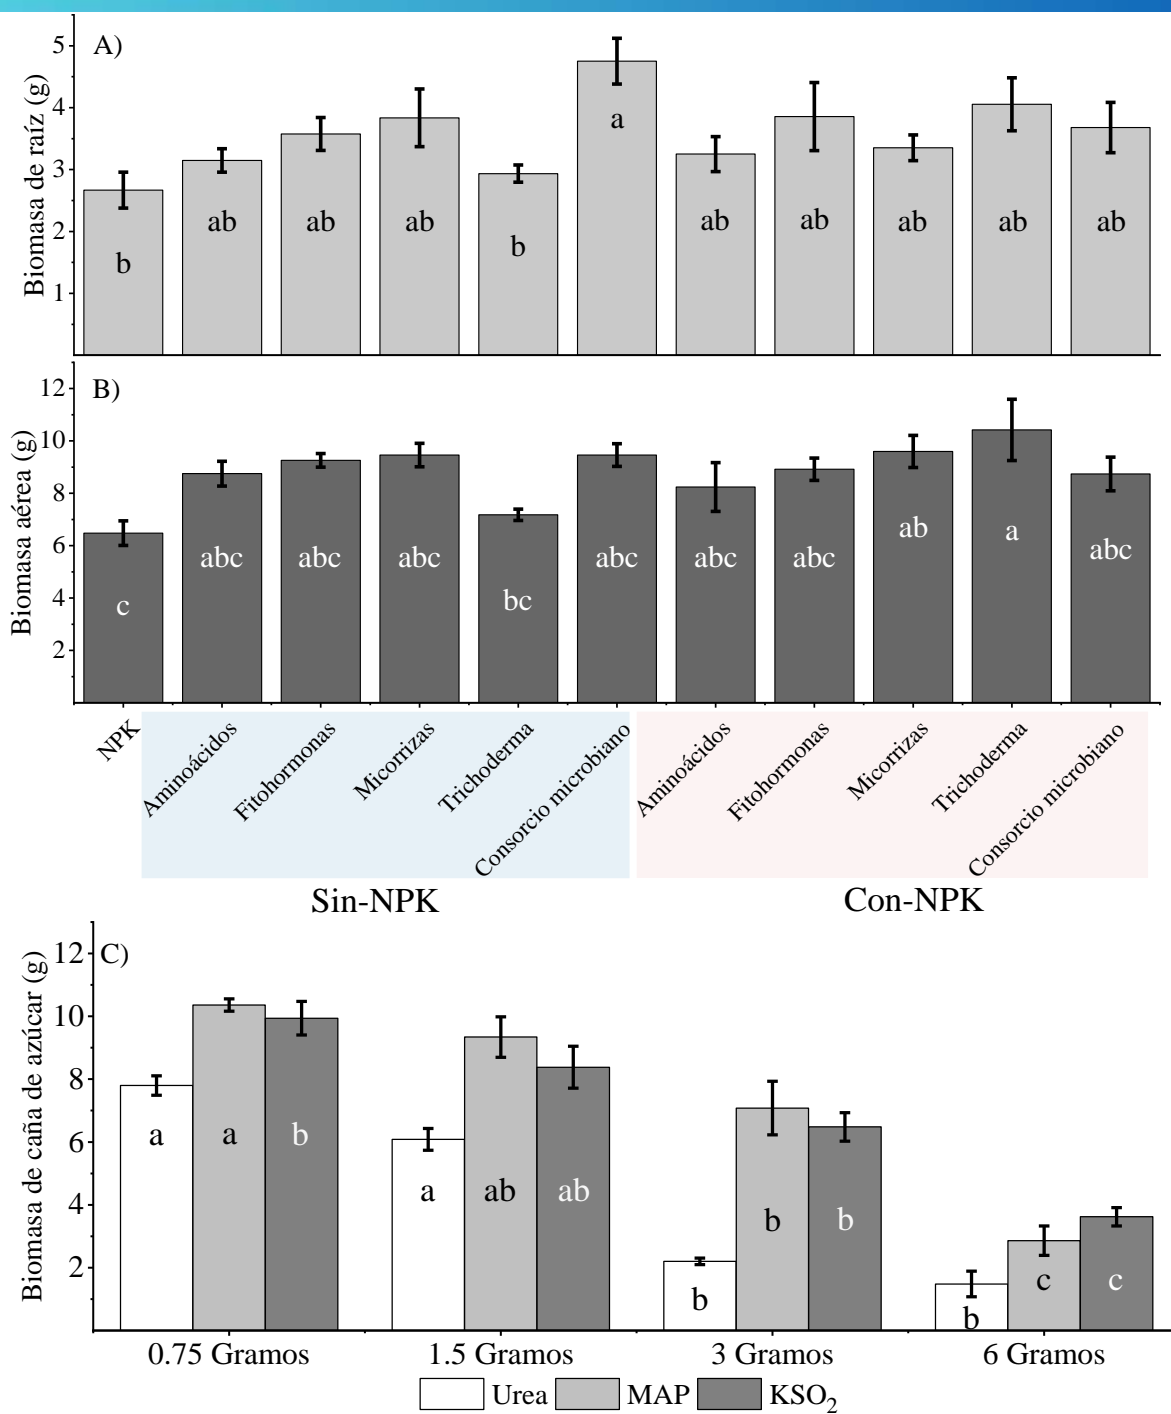 A)
Biomasa de raíz (g)
5
4
3
2
1
b
ab
ab
ab
b
a
ab
ab
ab
ab
ab
B)
Biomasa aérea (g)
12
10
8
6
4
2
c
abc
abc
abc
bc
abc
abc
abc
ab
a
abc
NPK
Aminoácidos
Fitohormonas
Micorrizas
Trichoderma
Consorcio microbiano
Aminoácidos
Fitohormonas
Micorrizas
Trichoderma
Consorcio microbiano
Sin-NPK
Con-NPK
C)
Biomasa de caña de azúcar (g)
12
10
8
6
4
2
a
a
b
a
ab
ab
b
b
b
b
c
c
0.75 Gramos
1.5 Gramos
3 Gramos
6 Gramos
Urea
MAP
KSO₂